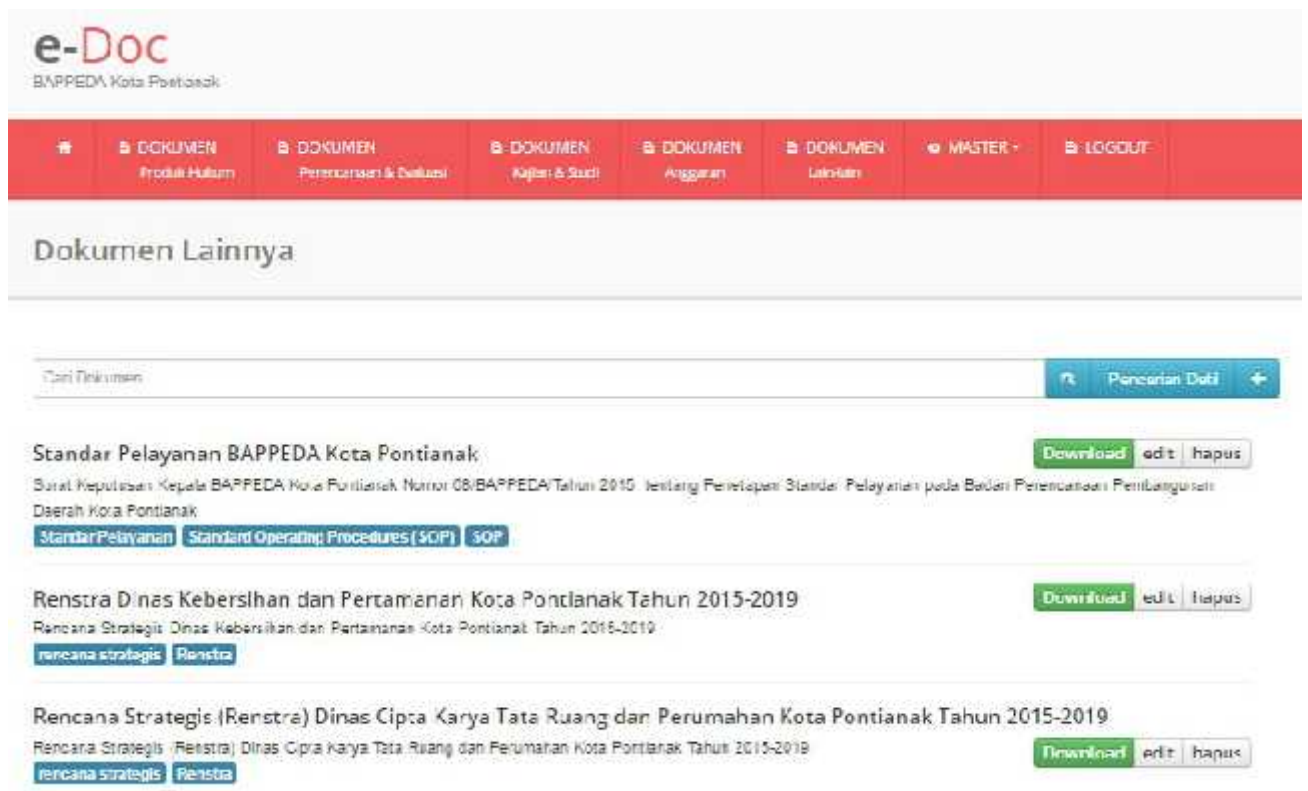 e-Doc
BAPPEDA Kota Pontianak
DOKUMEN DOKUMEN DOKUMEN DOKUMEN DOKUMEN MASTER LOGOUT
Produk Hukum Perencanaan & Evaluasi Kajian & Studi Anggaran Lain-lain
Dokumen Lainnya
Cari Dokumen Pencarian Detil
Standar Pelayanan BAPPEDA Kota Pontianak Download edit hapus
Surat Keputusan Kepala BAPPEDA Kota Pontianak Nomor 08/BAPPEDA/Tahun 2015 tentang Penetapan Standar Pelayanan pada Badan Perencanaan Pembangunan
Daerah Kota Pontianak
Standar Pelayanan Standard Operating Procedures (SOP) SOP
Renstra Dinas Kebersihan dan Pertamanan Kota Pontianak Tahun 2015-2019 Download edit hapus
Rencana Strategis Dinas Kebersihan dan Pertamanan Kota Pontianak Tahun 2015-2019
rencana strategis Renstra
Rencana Strategis (Renstra) Dinas Cipta Karya Tata Ruang dan Perumahan Kota Pontianak Tahun 2015-2019
Rencana Strategis (Renstra) Dinas Cipta Karya Tata Ruang dan Perumahan Kota Pontianak Tahun 2015-2019 Download edit hapus
rencana strategis Renstra